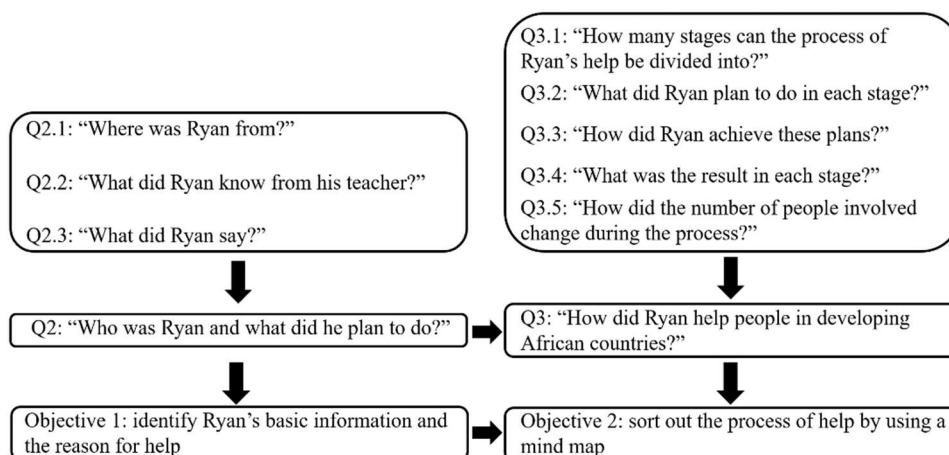 Q2.1: “Where was Ryan from?”
Q2.2: “What did Ryan know from his teacher?”
Q2.3: “What did Ryan say?”
Q3.1: “How many stages can the process of
Ryan’s help be divided into?”
Q3.2: “What did Ryan plan to do in each stage?”
Q3.3: “How did Ryan achieve these plans?”
Q3.4: “What was the result in each stage?”
Q3.5: “How did the number of people involved
change during the process?”
Q2: “Who was Ryan and what did he plan to do?”
Q3: “How did Ryan help people in developing
African countries?”
Objective 1: identify Ryan’s basic information and
the reason for help
Objective 2: sort out the process of help by using a
mind map